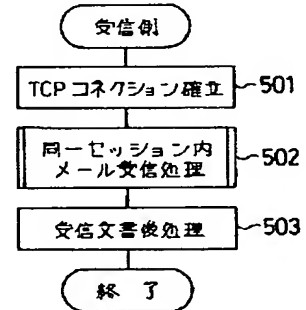 受信側
TCPコネクション確立
501
同一セッション内
メール受信処理
502
受信文書後処理
503
終了